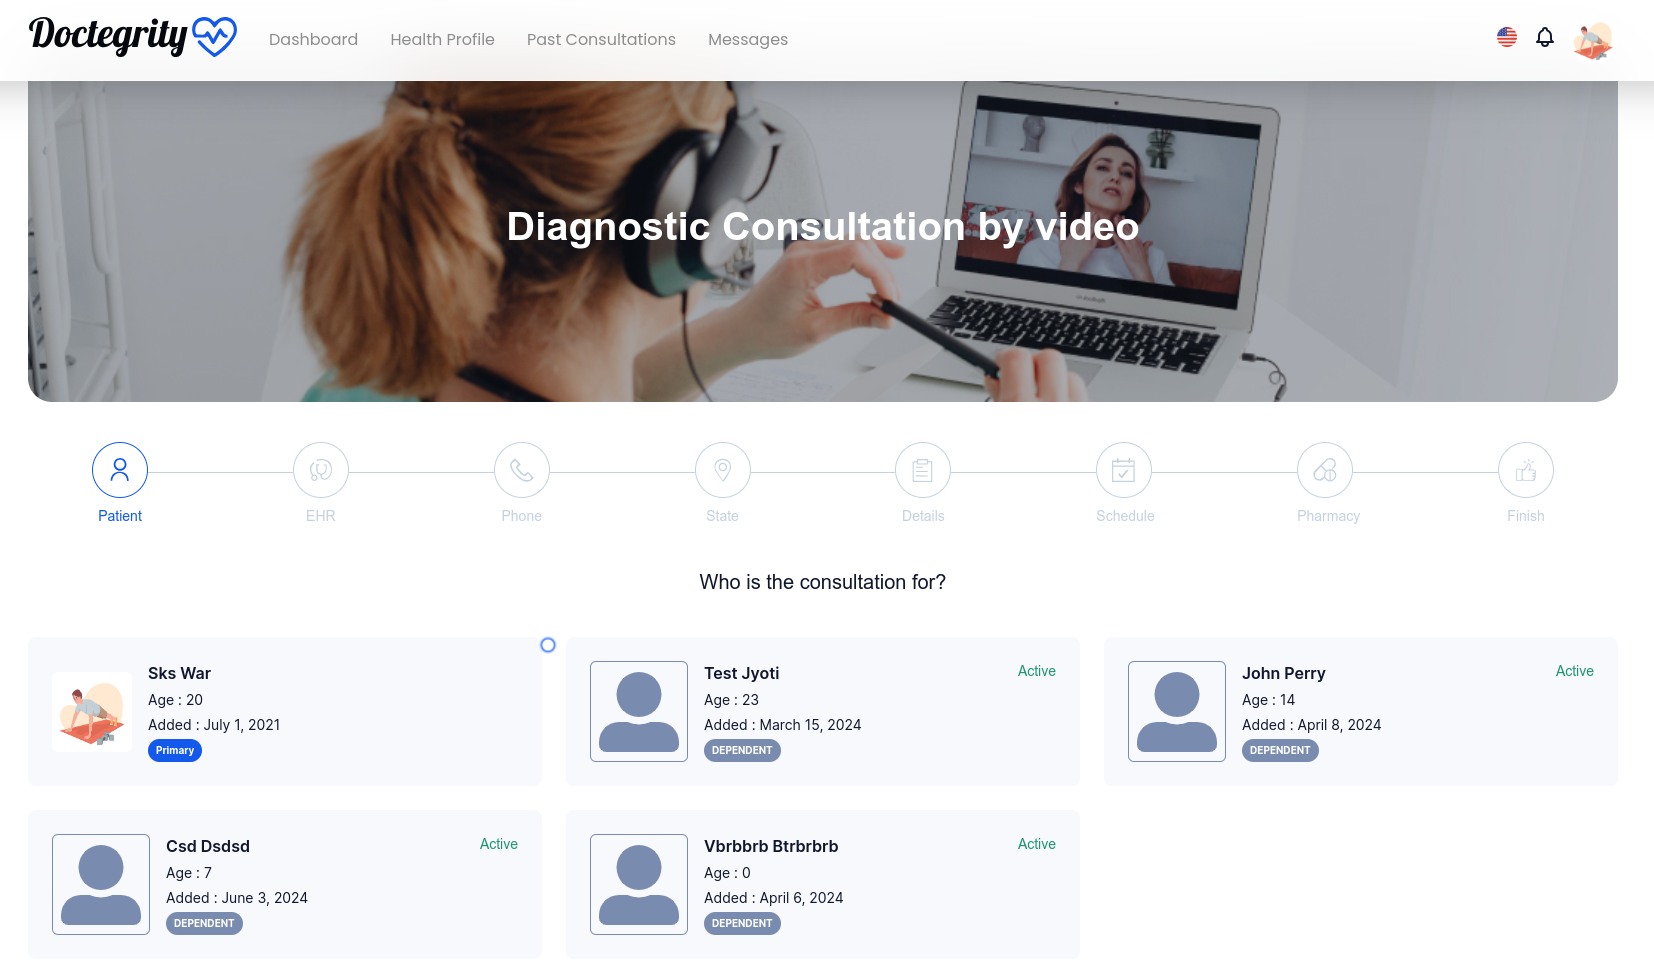 Doctegrity
Dashboard
Health Profile
Past Consultations
Messages
Diagnostic Consultation by video
Patient
EHR
Phone
State
Details
Schedule
Pharmacy
Finish
Who is the consultation for?
Sks War
Age : 20
Added : July 1, 2021
Primary
Test Jyoti
Active
Age : 23
Added : March 15, 2024
DEPENDENT
John Perry
Active
Age : 14
Added : April 8, 2024
DEPENDENT
Csd Dsdsd
Active
Age : 7
Added : June 3, 2024
DEPENDENT
Vbrbbrb Btrbrbrb
Active
Age : 0
Added : April 6, 2024
DEPENDENT